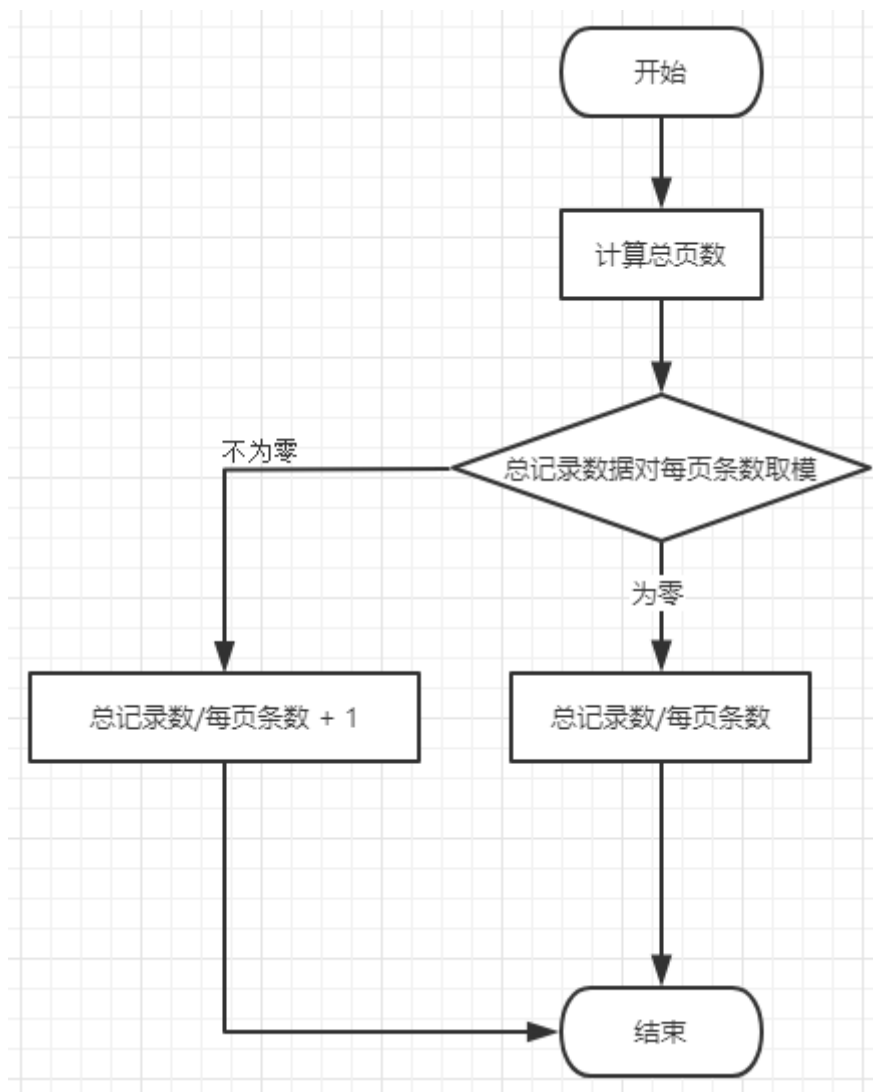 开始
计算总页数
总记录数据对每页条数取模
不为零
为零
总记录数/每页条数 + 1
总记录数/每页条数
结束